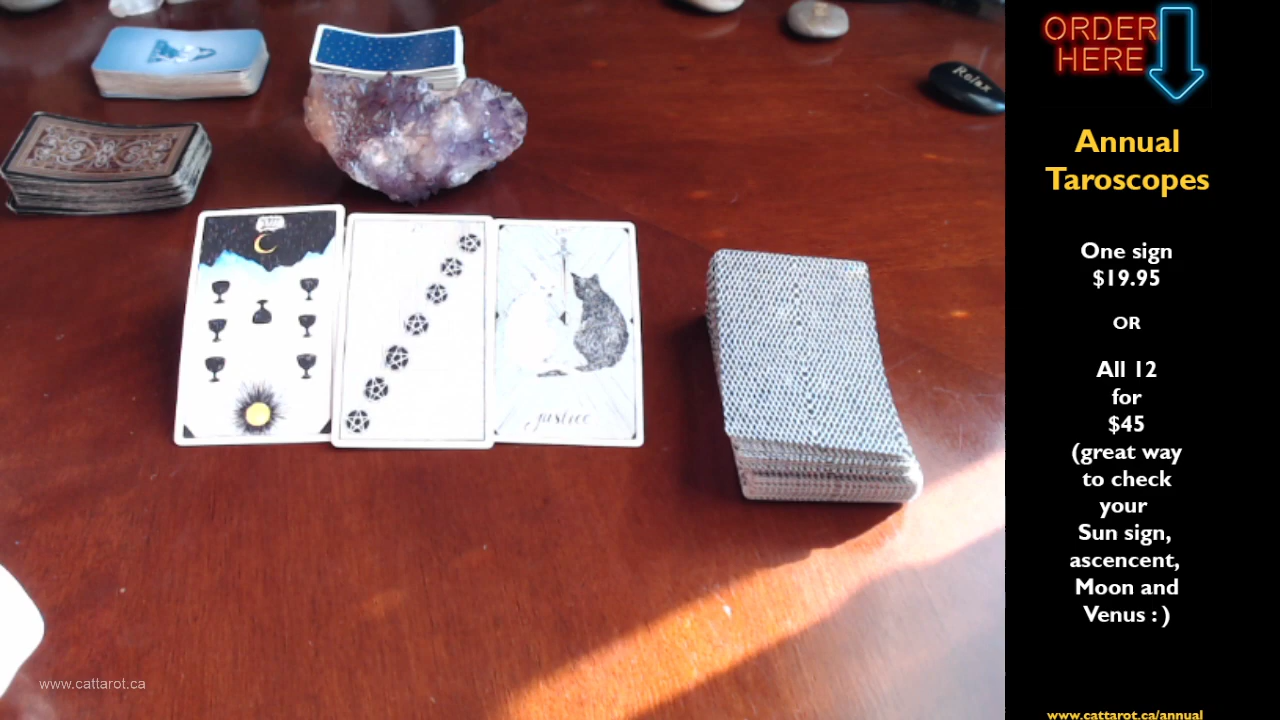 ORDER
HERE
Relax
Annual
Taroscopes
One sign
$19.95
OR
All 12
for
$45
(great way
to check
your
Sun sign,
ascencent,
Moon and
Venus : )
justice
www.cattarot.ca
www.cattarot.ca/annual